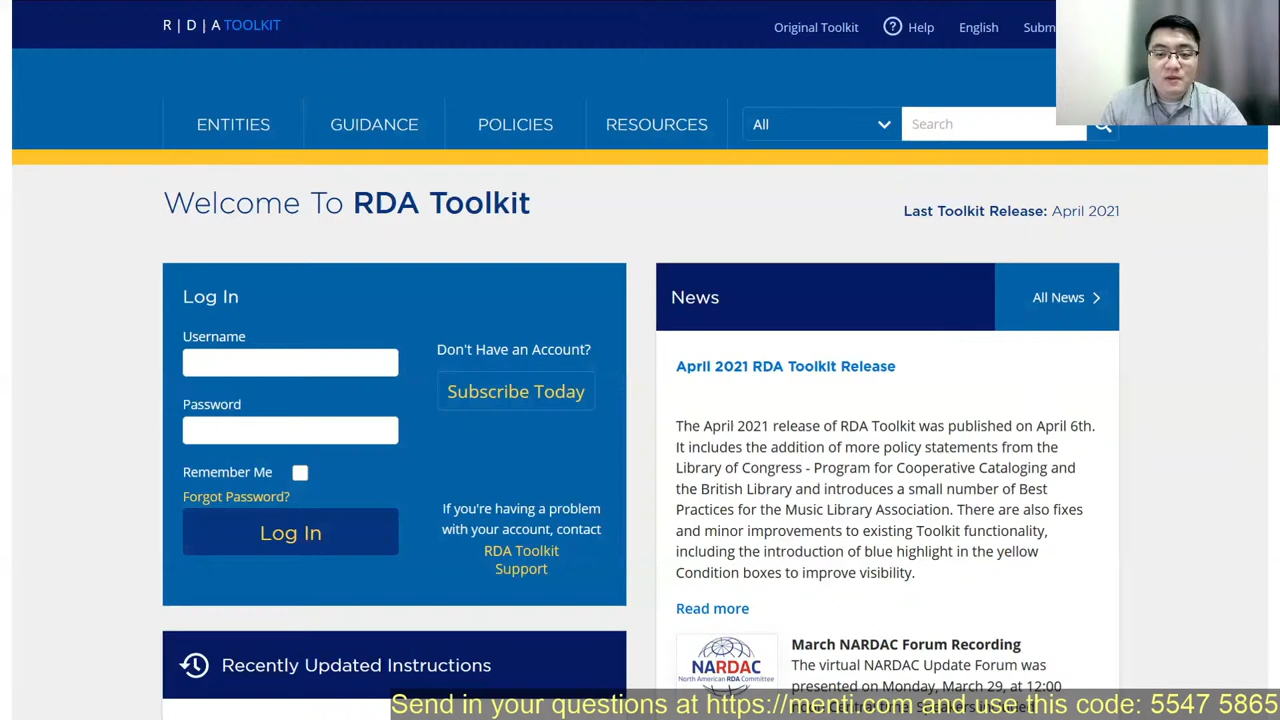 R | D | A TOOLKIT
Original Toolkit
? Help
English
Subm
ENTITIES
GUIDANCE
POLICIES
RESOURCES
All
Search
Welcome To RDA Toolkit
Last Toolkit Release: April 2021
Log In
Username
Password
Remember Me
Forgot Password?
Log In
Don't Have an Account?
Subscribe Today
If you're having a problem
with your account, contact
RDA Toolkit
Support
News
All News
April 2021 RDA Toolkit Release
The April 2021 release of RDA Toolkit was published on April 6th.
It includes the addition of more policy statements from the
Library of Congress - Program for Cooperative Cataloging and
the British Library and introduces a small number of Best
Practices for the Music Library Association. There are also fixes
and minor improvements to existing Toolkit functionality,
including the introduction of blue highlight in the yellow
Condition boxes to improve visibility.
Read more
NARDAC
North American RDA Committee
March NARDAC Forum Recording
The virtual NARDAC Update Forum was
presented on Monday, March 29, at 12:00
Recently Updated Instructions
Send in your questions at https://menti.com and use this code: 5547 5865